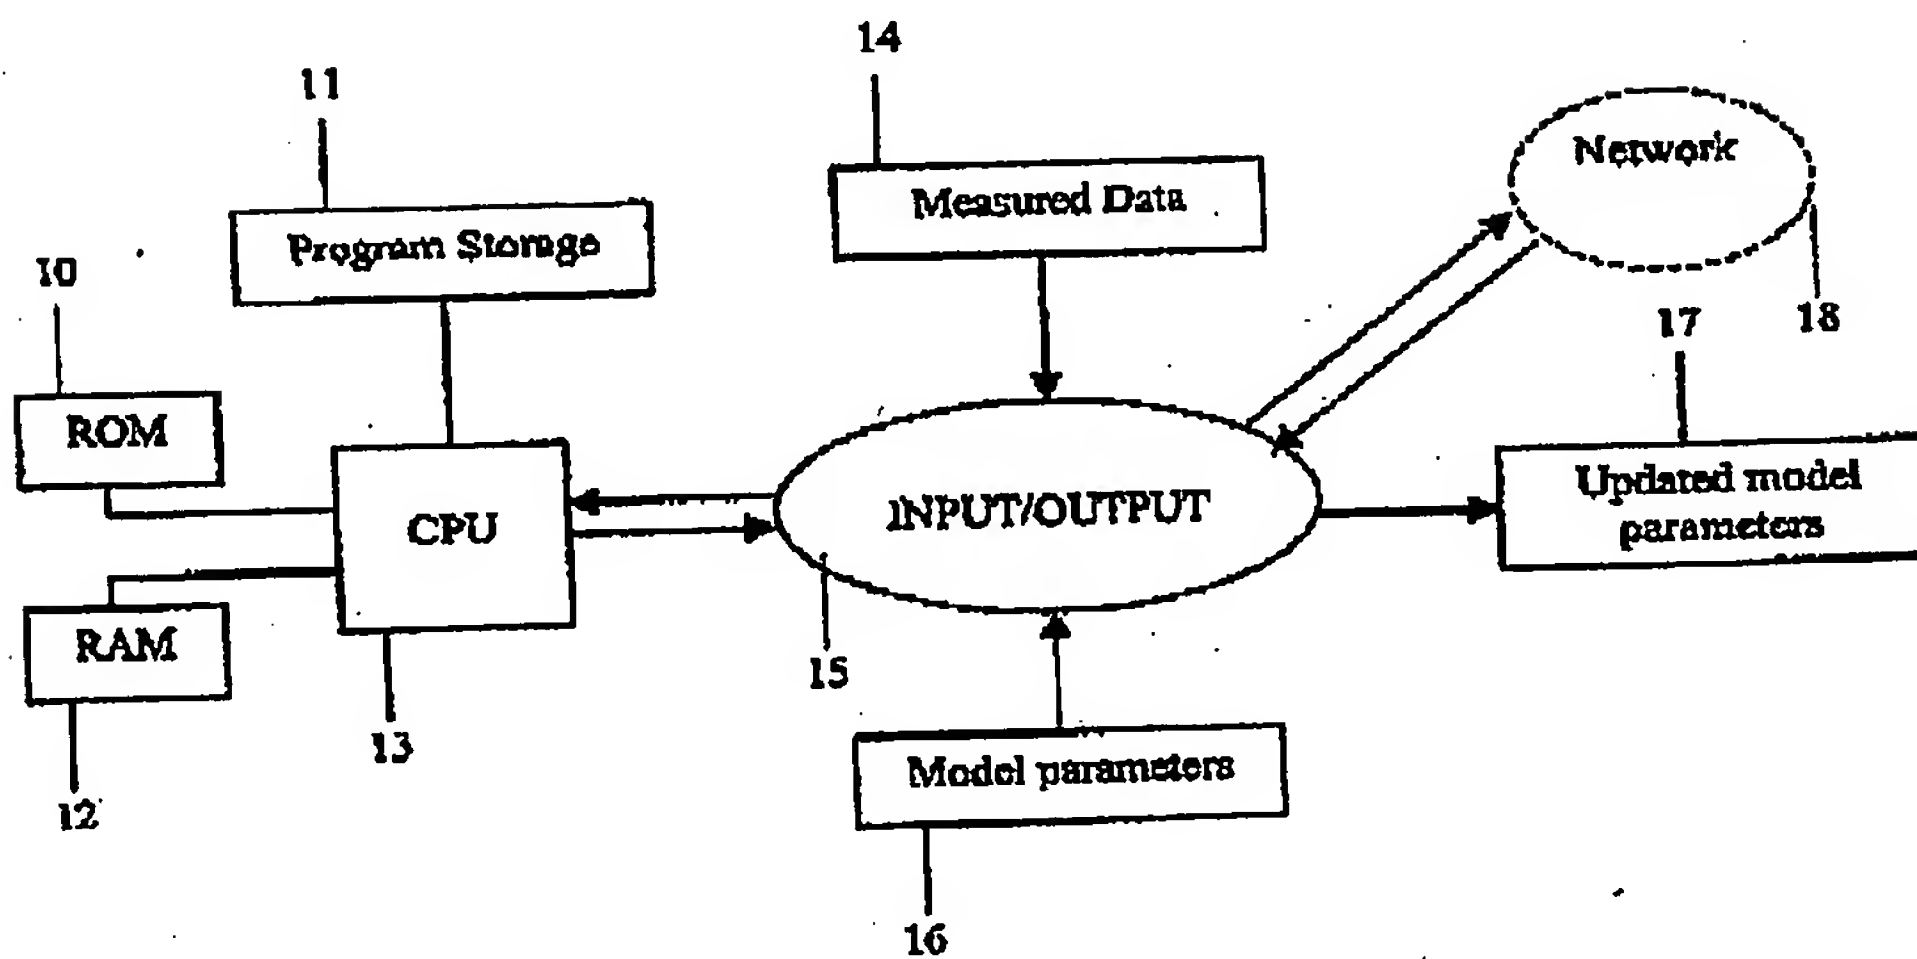 14
11
Network
Measured Data
Program Storage
10
18
17
ROM
Updated model
parameters
INPUT/OUTPUT
CPU
RAM
15
13
Model parameters
12
16